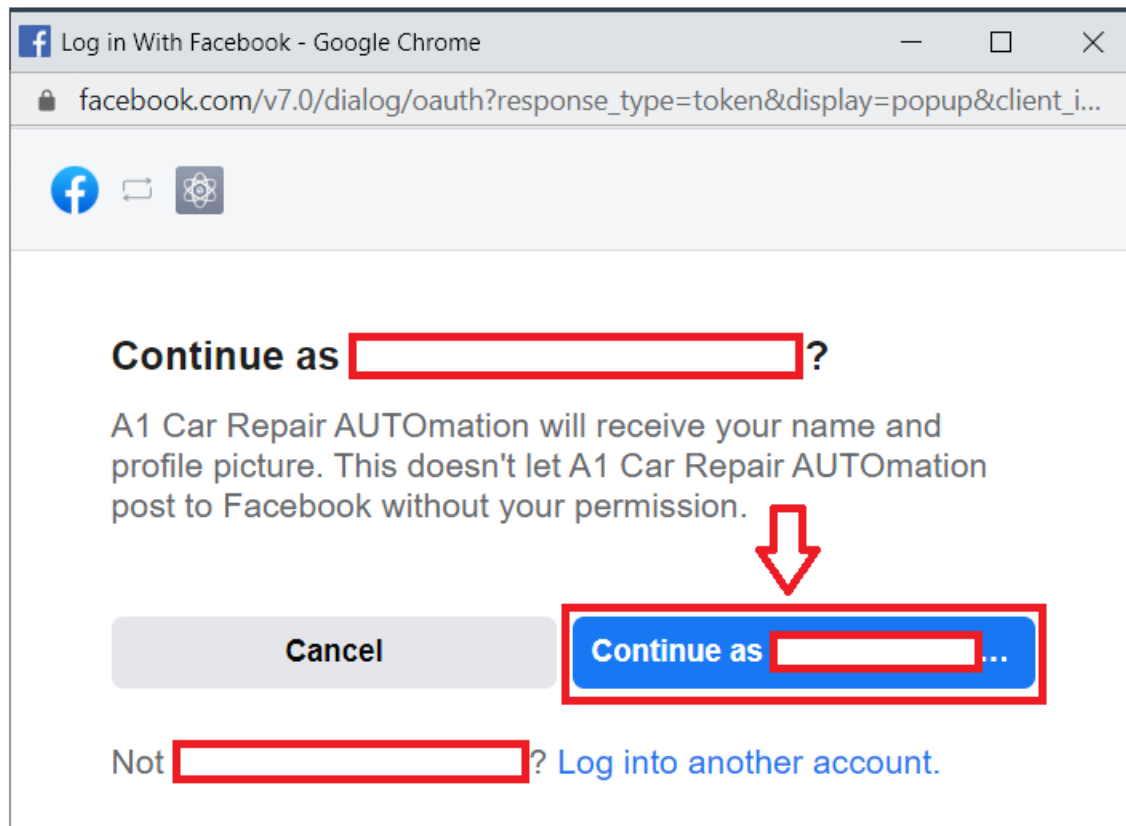 Log in With Facebook - Google Chrome
facebook.com/v7.0/dialog/oauth?response_type=token&display=popup&client_i...
Continue as ?
A1 Car Repair AUTOmation will receive your name and
profile picture. This doesn't let A1 Car Repair AUTOmation
post to Facebook without your permission.
Cancel
Continue as ...
Not ? Log into another account.